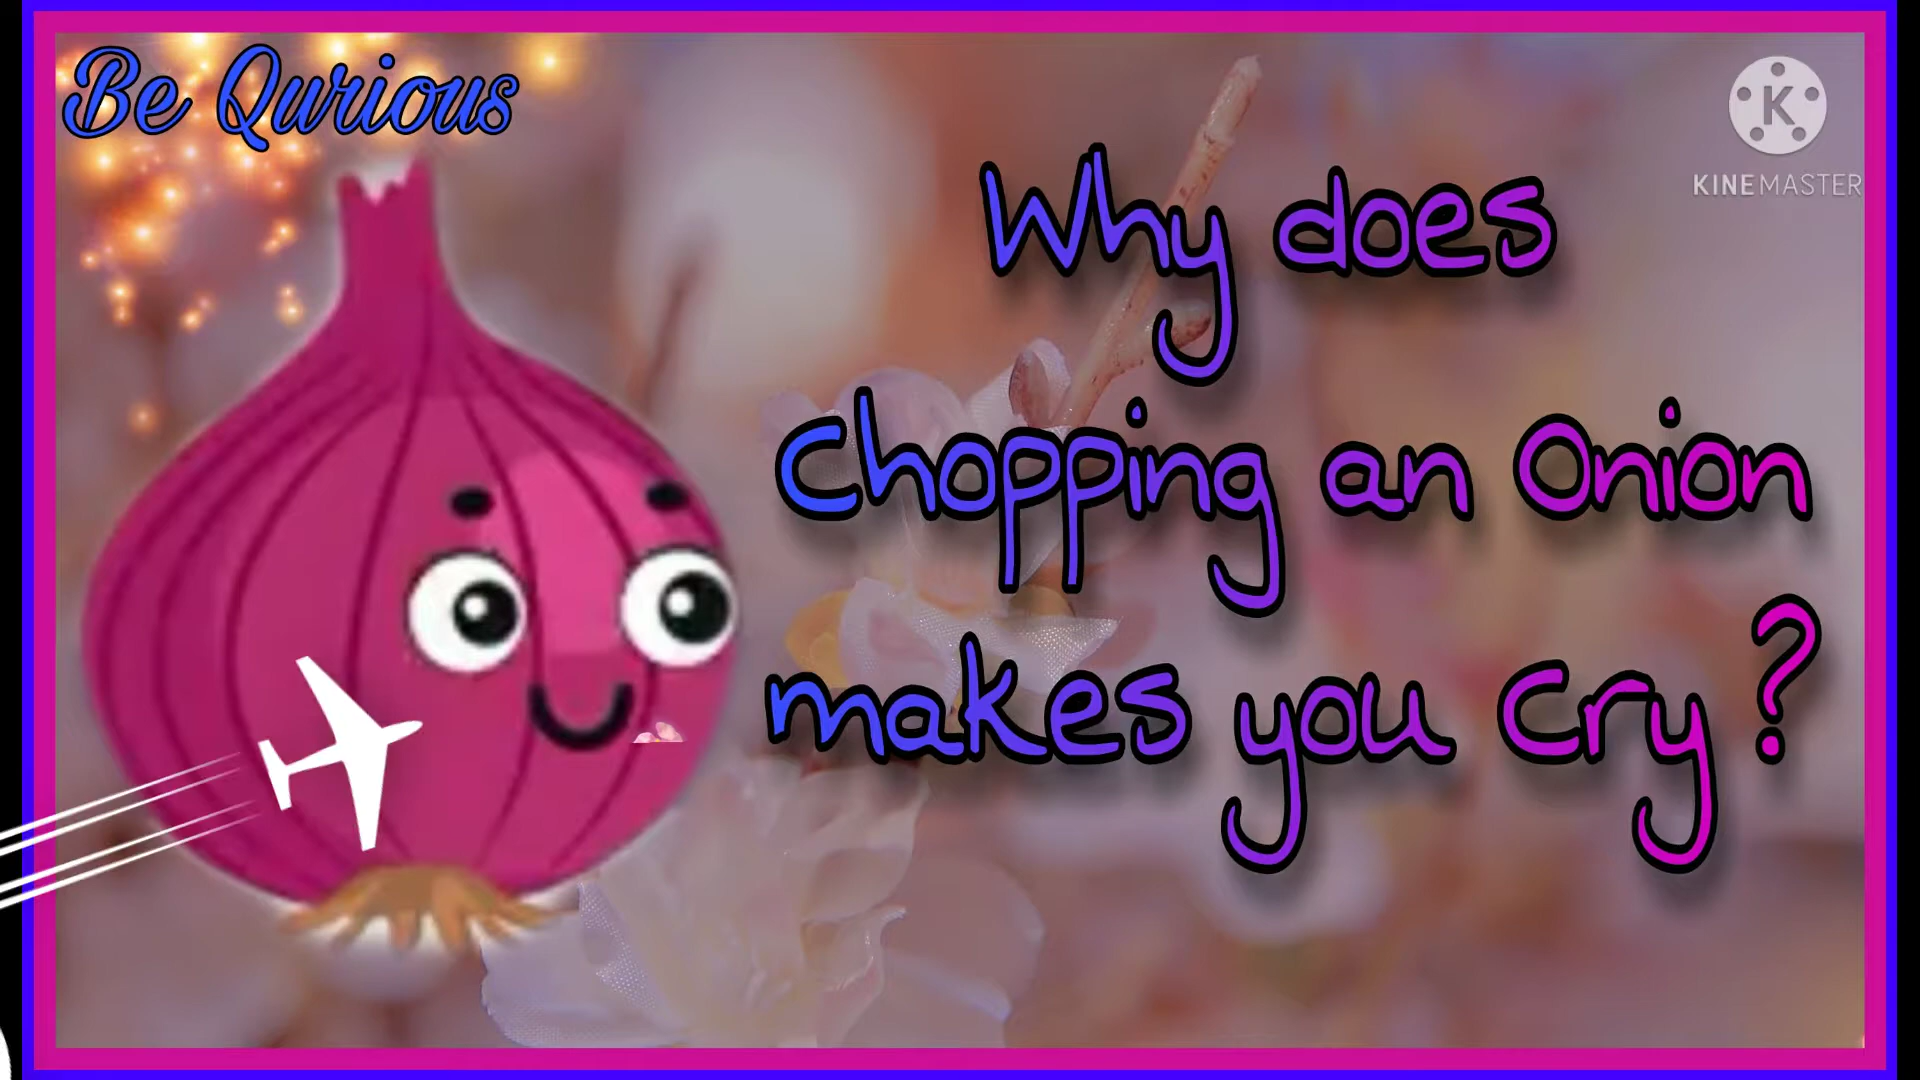 Be Qurious
K
KINEMASTER
Why does
Chopping an Onion
makes you Cry ?